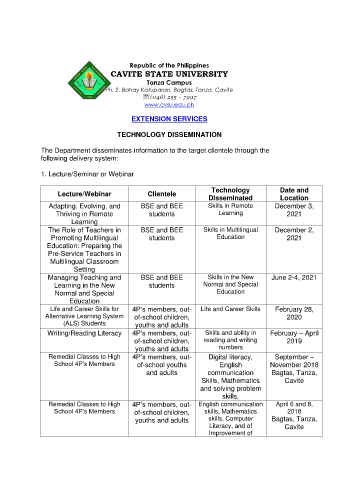 Republic of the Philippines
CAVITE STATE UNIVERSITY
Tanza Campus
Ph. 2, Bahay Katuparan, Bagtas, Tanza, Cavite
www.cvsu.edu.ph
EXTENSION SERVICES
TECHNOLOGY DISSEMINATION
The Department disseminates information to the target clientele through the
following delivery system:
1. Lecture/Seminar or Webinar
Lecture/Webinar
Clientele
Technology
Disseminated
Date and
Location
Adapting, Evolving, and
Thriving in Remote
Learning
BSE and BEE
students
Skills in Remote
Learning
December 3,
2021
The Role of Teachers in
Promoting Multilingual
Education: Preparing the
Pre-Service Teachers in
Multilingual Classroom
Setting
BSE and BEE
students
Skills in Multilingual
Education
December 2,
2021
Managing Teaching and
Learning in the New
Normal and Special
Education
BSE and BEE
students
Skills in the New
Normal and Special
Education
June 2-4, 2021
Life and Career Skills for
Alternative Learning System
(ALS) Students
4P's members, out-
of-school children,
youths and adults
Life and Career Skills
February 28,
2020
Writing/Reading Literacy
4P's members, out-
of-school children,
youths and adults
Skills and ability in
reading and writing
numbers
February – April
2019
Remedial Classes to High
School 4P's Members
4P's members, out-
of-school youths
and adults
Digital literacy,
English
communication
Skills, Mathematics
and solving problem
skills,
September –
November 2018
Bagtas, Tanza,
Cavite
Remedial Classes to High
School 4P's Members
4P's members, out-
of-school children,
youths and adults
English communication
skills, Mathematics
skills, Computer
Literacy, and of
Improvement of
April 6 and 8,
2018
Bagtas, Tanza,
Cavite